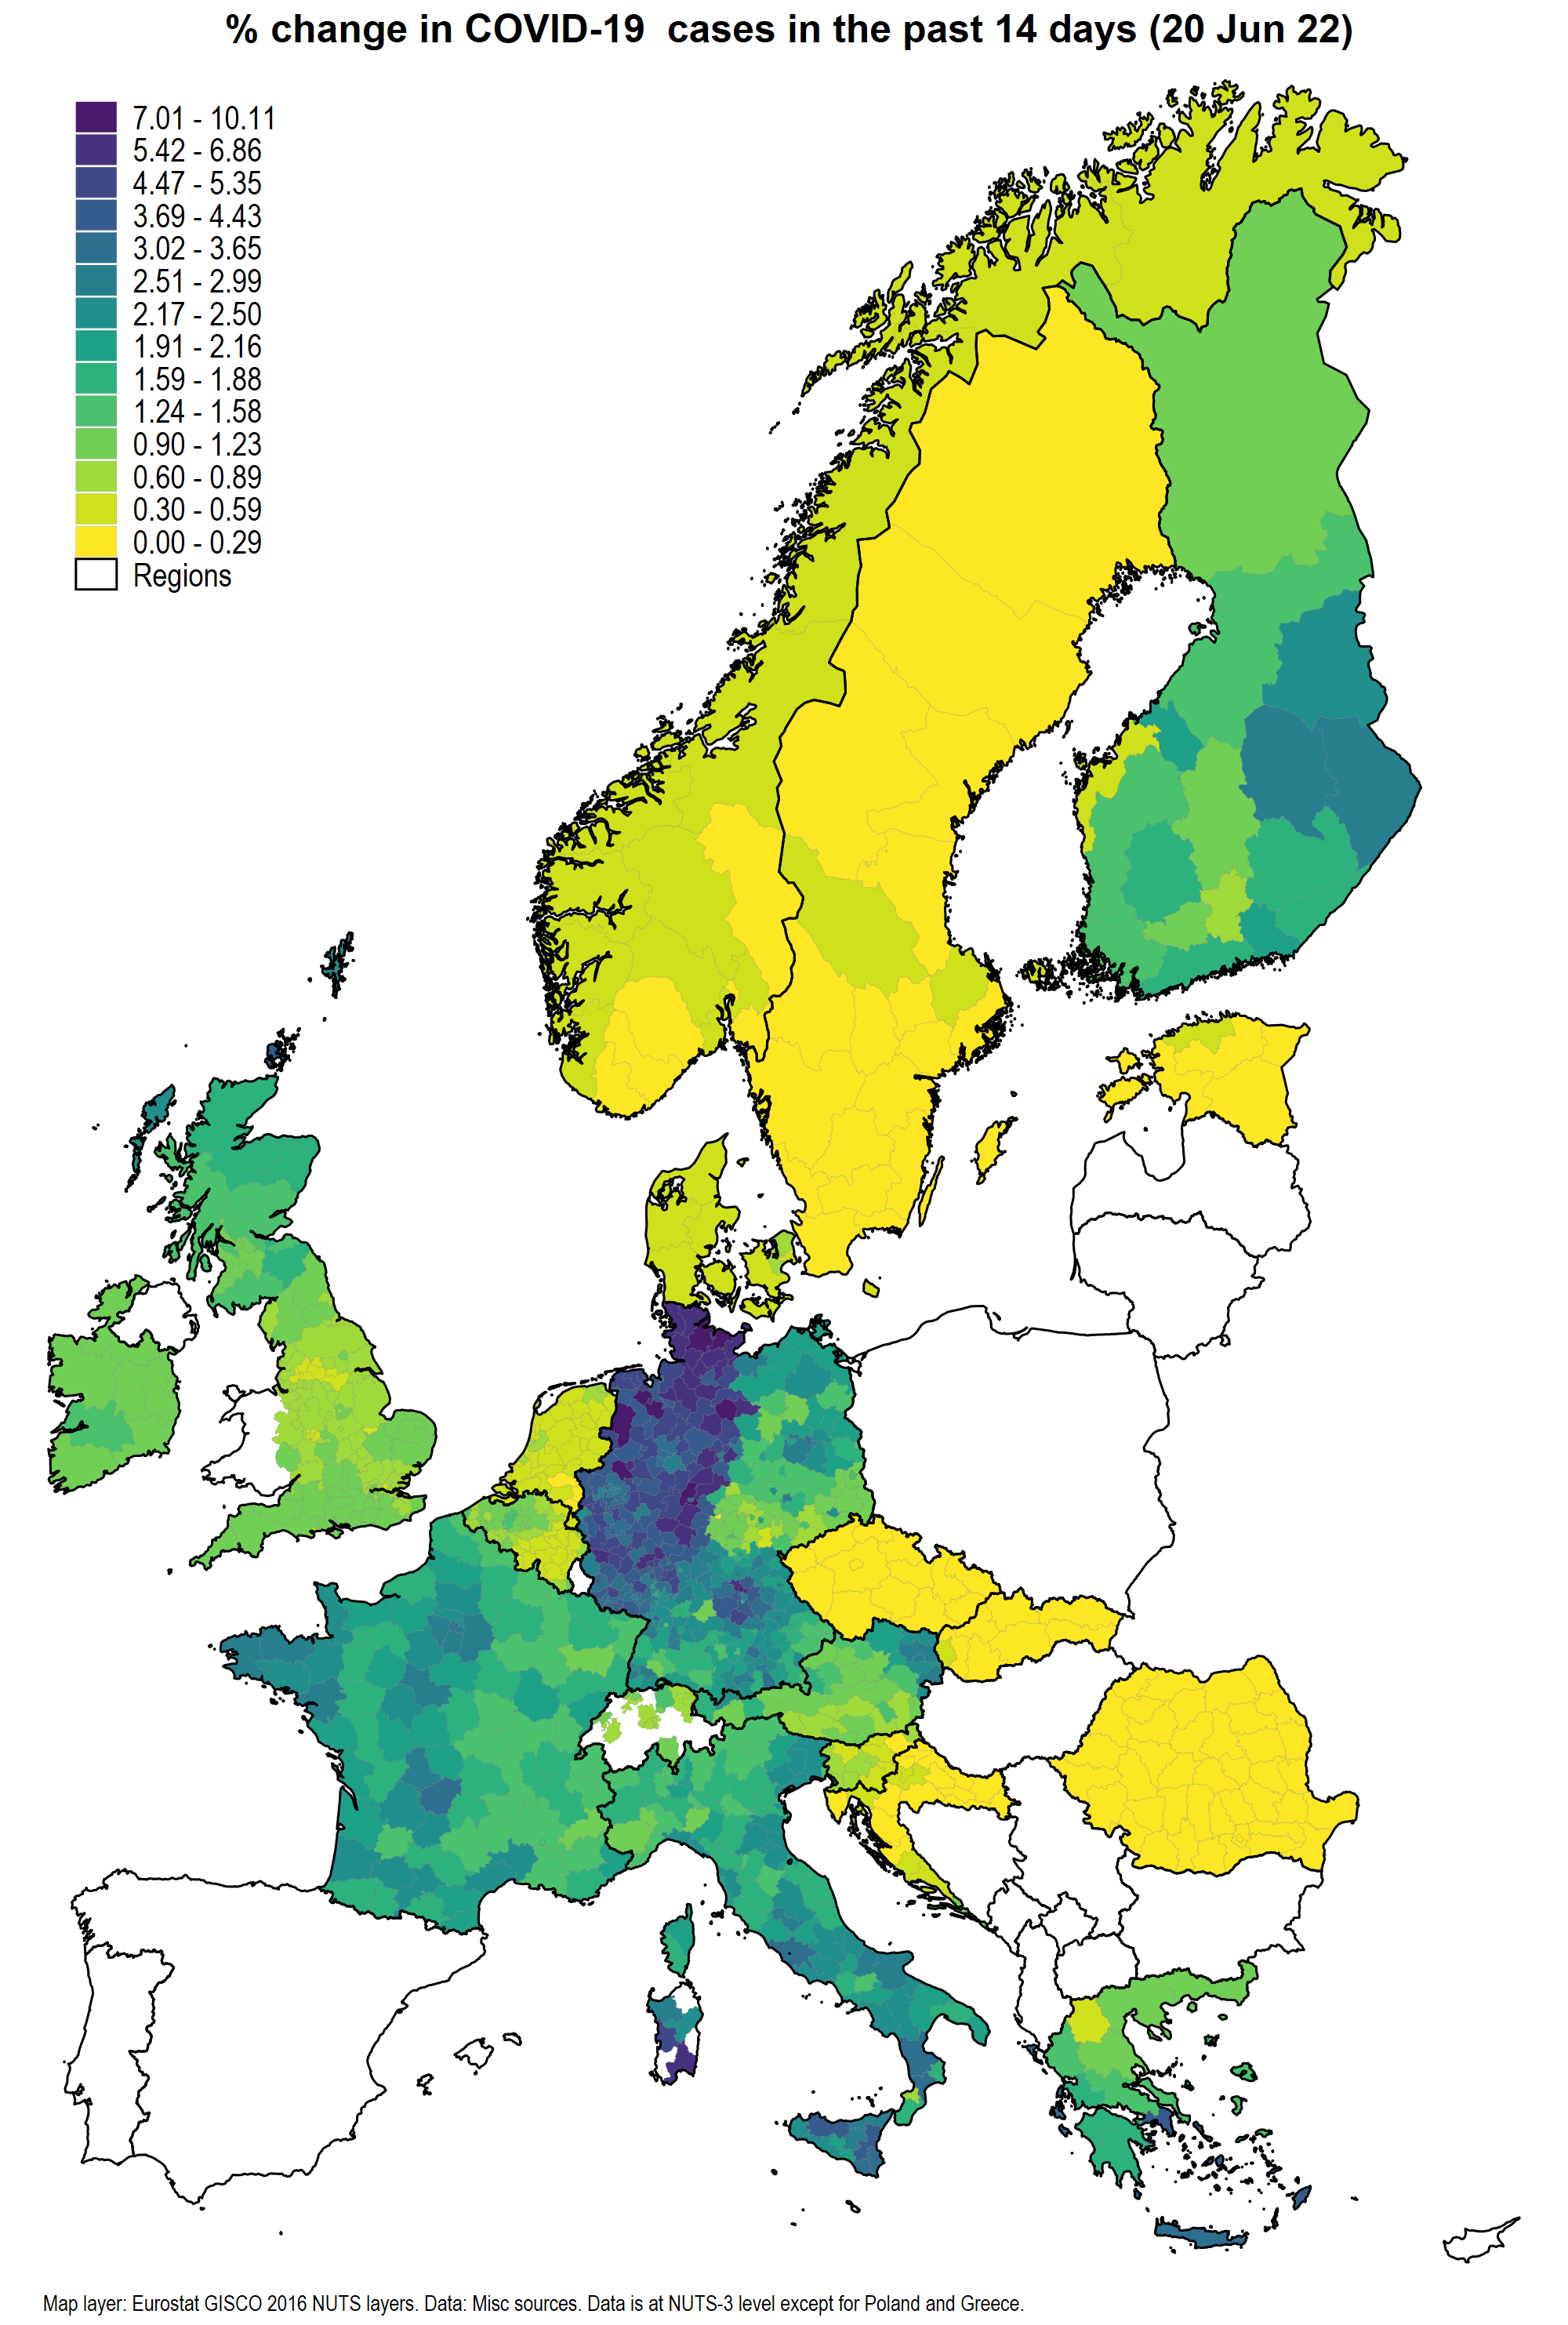 % change in COVID-19  cases in the past 14 days (20 Jun 22)
7.01 - 10.11
5.42 - 6.86
4.47 - 5.35
3.69 - 4.43
3.02 - 3.65
2.51 - 2.99
2.17 - 2.50
1.91 - 2.16
1.59 - 1.88
1.24 - 1.58
0.90 - 1.23
0.60 - 0.89
0.30 - 0.59
0.00 - 0.29
Regions
Map layer: Eurostat GISCO 2016 NUTS layers. Data: Misc sources. Data is at NUTS-3 level except for Poland and Greece.